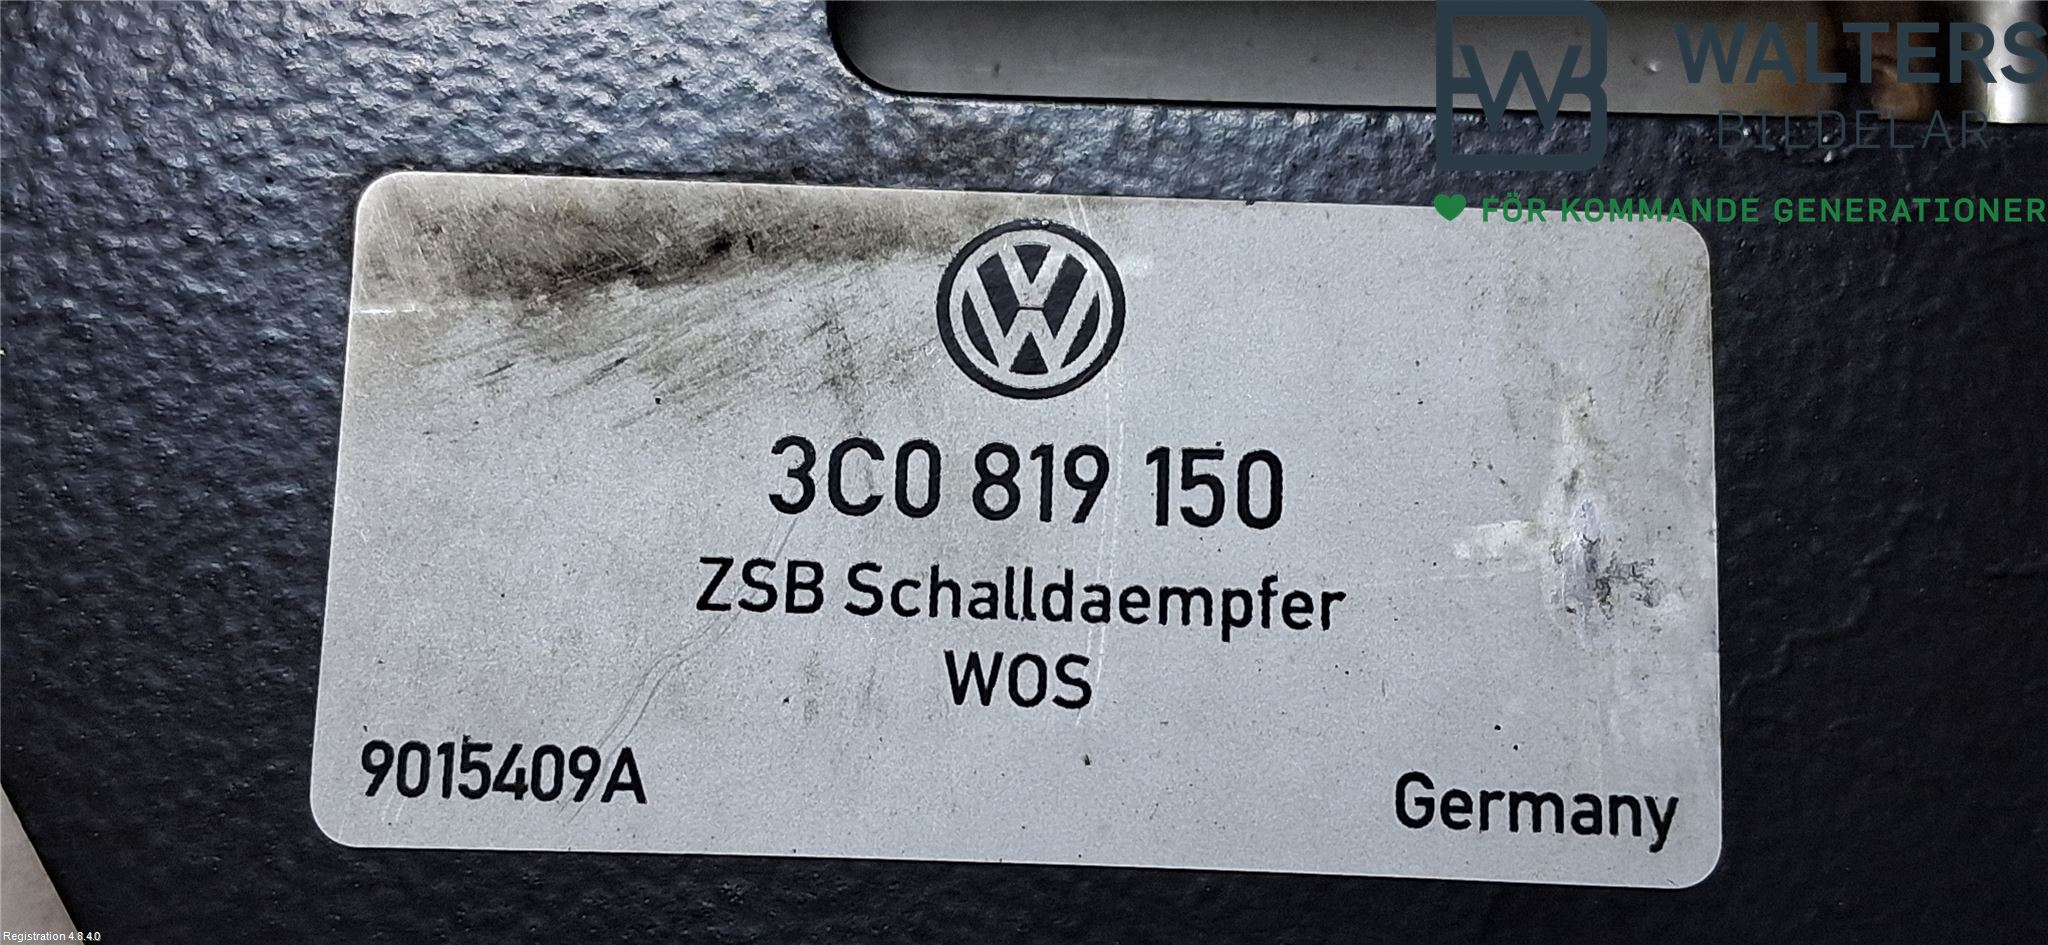 WALTERS
BILDELAR
FÖR KOMMANDE GENERATIONER
3C0 819 150
ZSB Schalldaempfer
WOS
9015409A
Germany
Registration 4.8.4.0